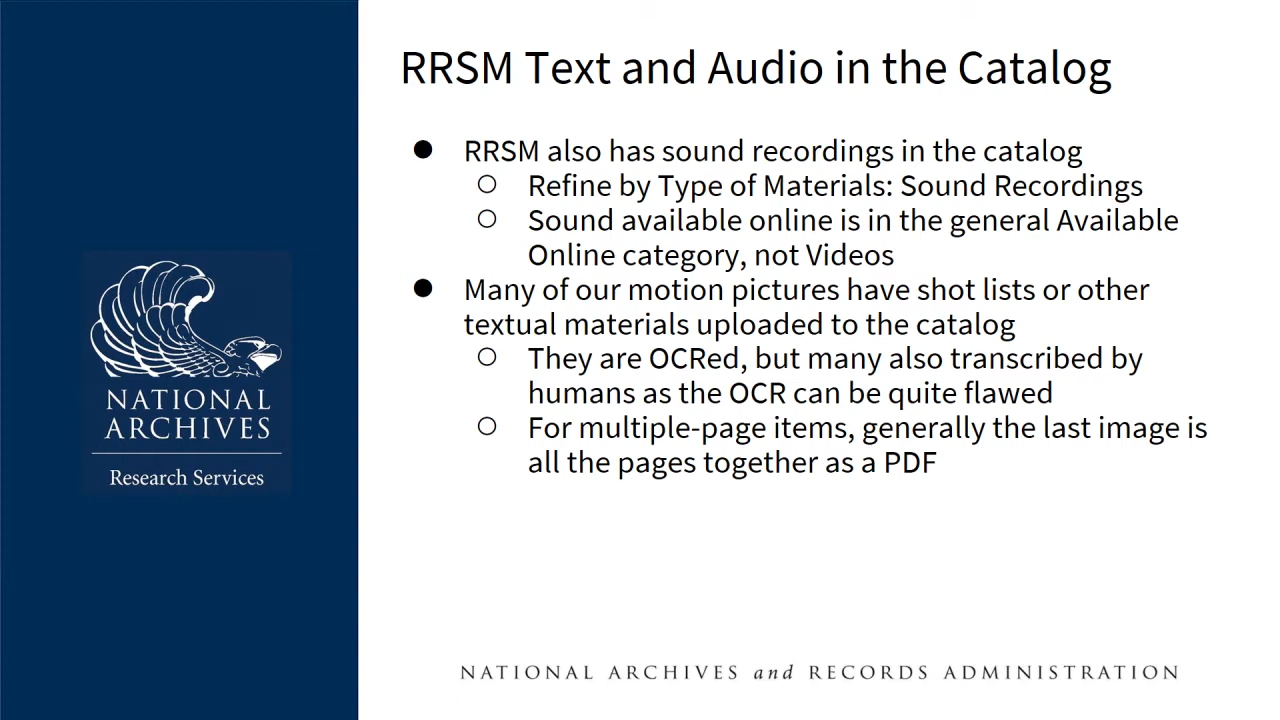 RRSM Text and Audio in the Catalog
● RRSM also has sound recordings in the catalog
○ Refine by Type of Materials: Sound Recordings
○ Sound available online is in the general Available
Online category, not Videos
● Many of our motion pictures have shot lists or other
textual materials uploaded to the catalog
○ They are OCRed, but many also transcribed by
humans as the OCR can be quite flawed
○ For multiple-page items, generally the last image is
all the pages together as a PDF
NATIONAL
ARCHIVES
Research Services
NATIONAL ARCHIVES and RECORDS ADMINISTRATION